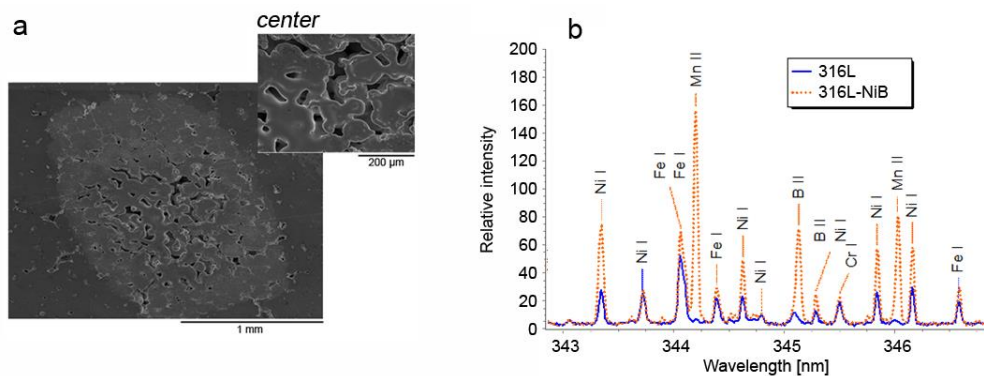 a
center
200 µm
1 mm
b
Relative intensity
200
180
160
140
120
100
80
60
40
20
0
Ni I
Ni I
Fe I
Fe I
Mn II
Fe I
Ni I
Ni I
B II
B II
Ni I
Cr I
Ni I
Mn II
Ni I
Fe I
316L
316L-NiB
343
344
345
346
Wavelength [nm]